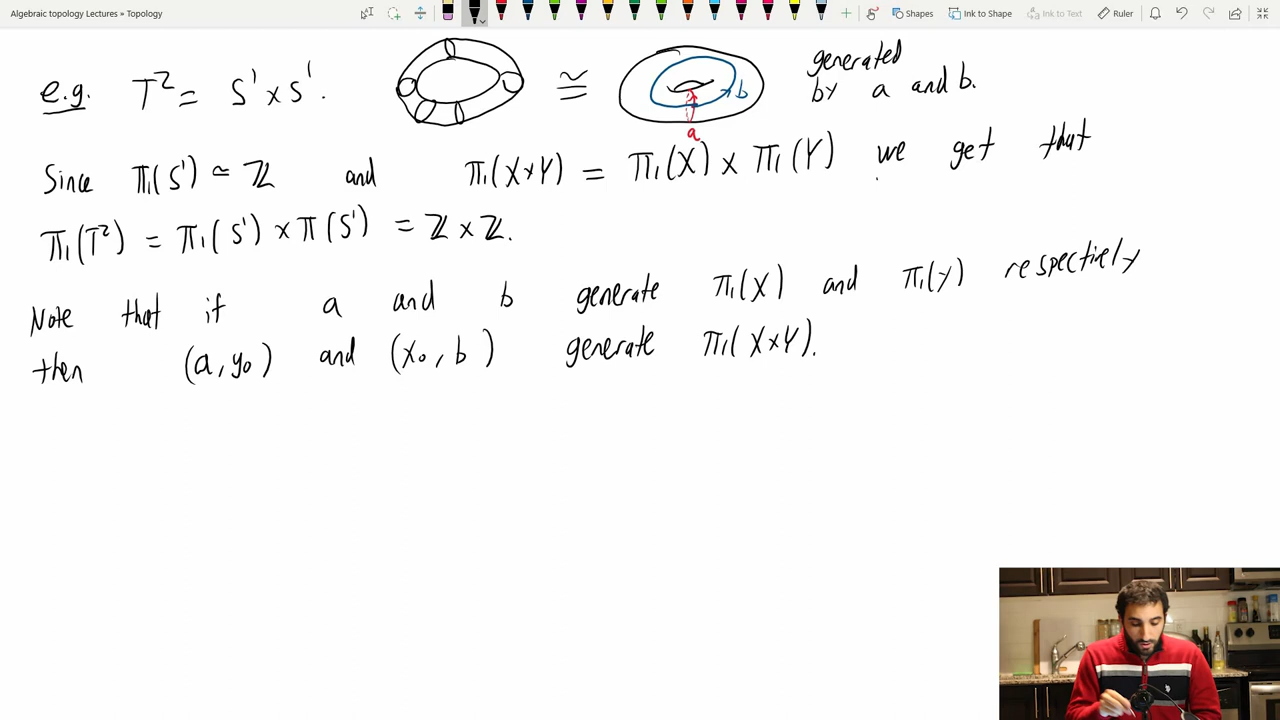 Algebraic topology Lectures » Topology
Shapes
Ink to Shape
Ink to Text
Ruler
e.g. T² = S¹ x S¹. ≅ generated
by a and b.
b
a
Since π₁(S¹) ≃ ℤ and π₁(X×Y) = π₁(X) × π₁(Y) we get that
π₁(T²) = π₁(S¹) × π(S¹) = ℤ × ℤ.
Note that if a and b generate π₁(X) and π₁(y) respectively
then (a, y₀) and (x₀, b) generate π₁(X×Y).